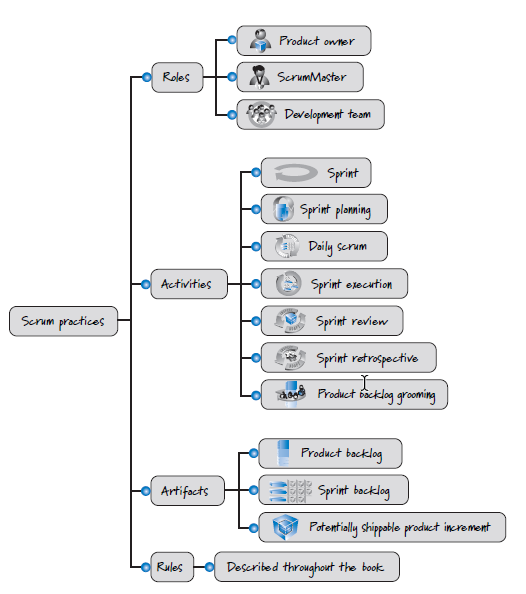 Scrum practices
Roles
Product owner
ScrumMaster
Development team
Activities
Sprint
Sprint planning
Daily scrum
Sprint execution
Sprint review
Sprint retrospective
Product backlog grooming
Artifacts
Product backlog
Sprint backlog
Potentially shippable product increment
Rules
Described throughout the book